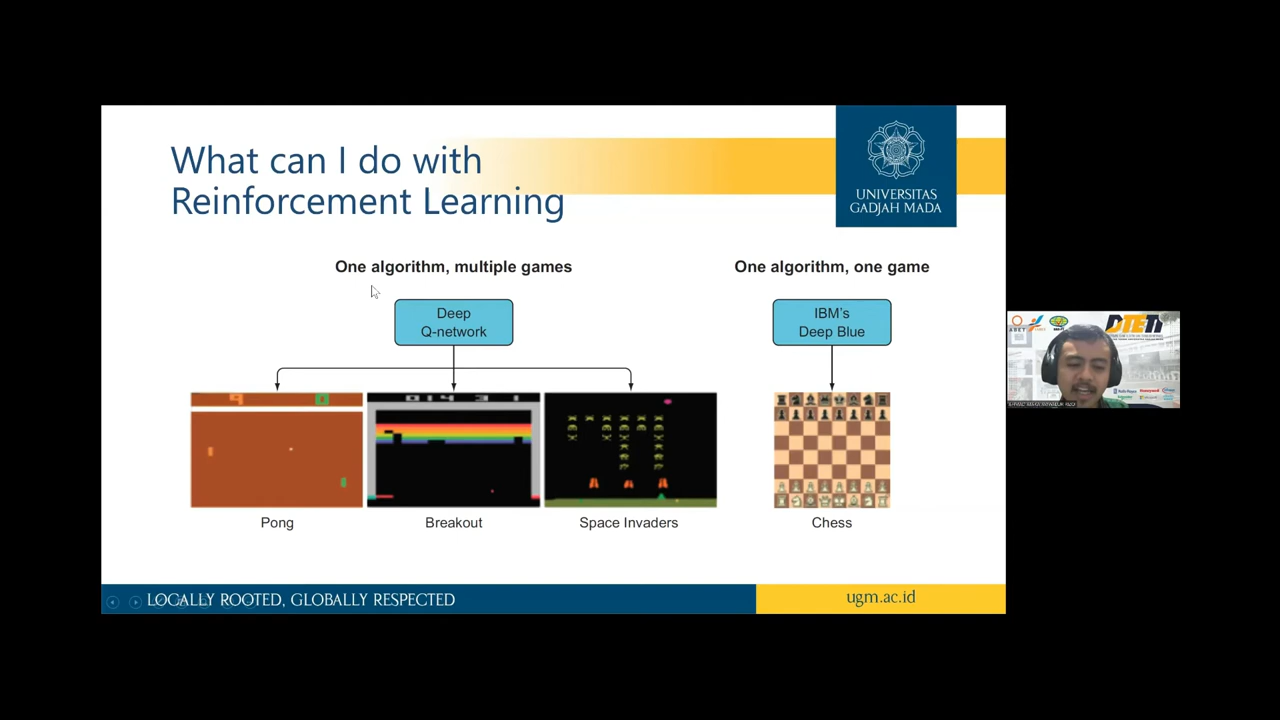 What can I do with
Reinforcement Learning
UNIVERSITAS
GADJAH MADA
One algorithm, multiple games
One algorithm, one game
Deep
Q-network
IBM's
Deep Blue
Pong
Breakout
Space Invaders
Chess
LOCALLY ROOTED, GLOBALLY RESPECTED
ugm.ac.id
DTETI